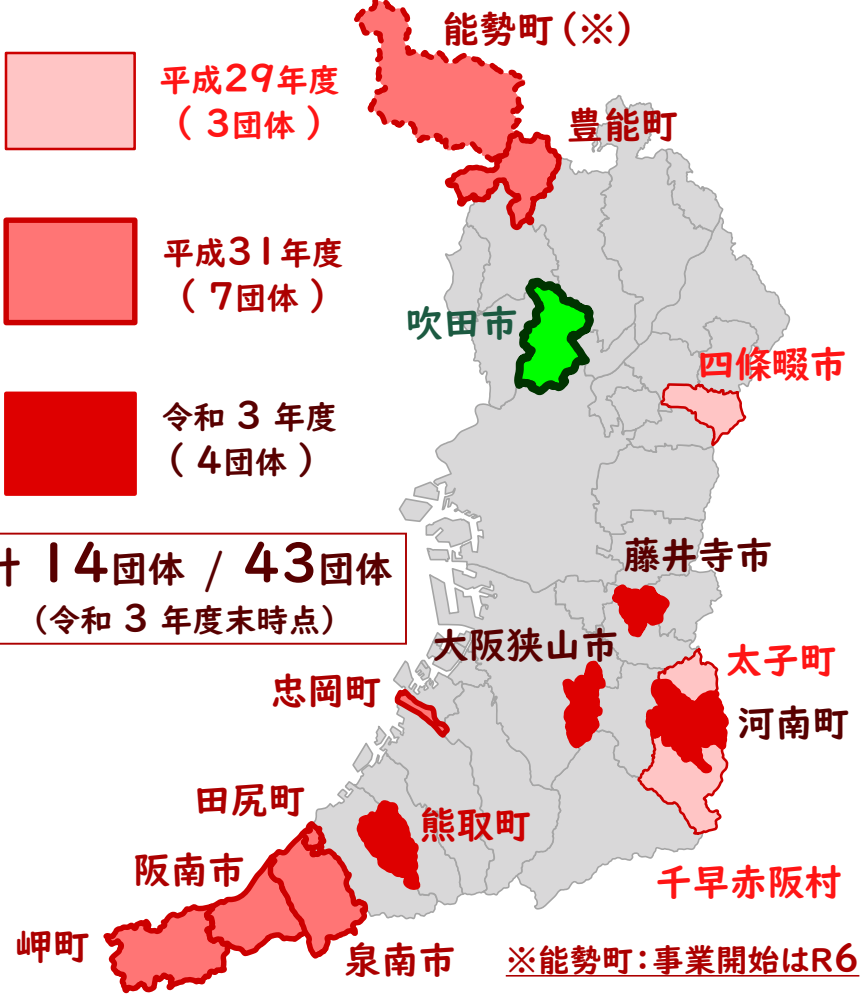 能勢町(※)
平成29年度
( 3団体 )
豊能町
平成31年度
( 7団体 )
吹田市
四條畷市
令和 3 年度
( 4団体 )
14団体 / 43団体
(令和 3 年度末時点)
藤井寺市
大阪狭山市
太子町
忠岡町
河南町
田尻町
熊取町
阪南市
千早赤阪村
岬町
泉南市
※能勢町:事業開始はR6